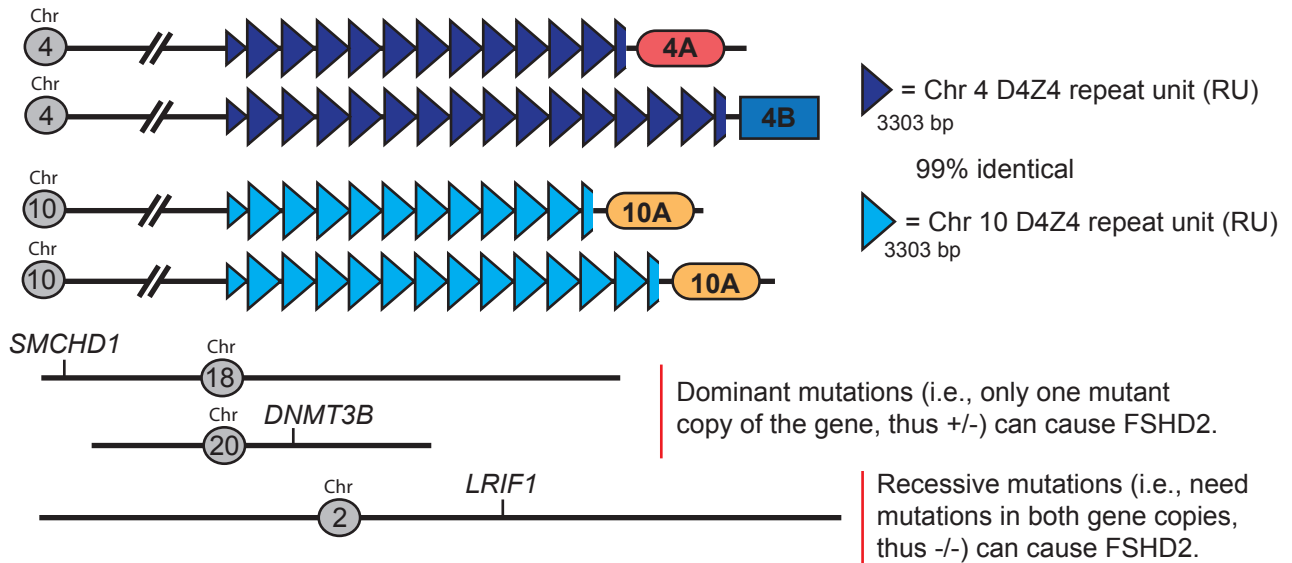 Chr
4
4A
Chr
4
4B
= Chr 4 D4Z4 repeat unit (RU)
3303 bp
99% identical
Chr
10
10A
= Chr 10 D4Z4 repeat unit (RU)
3303 bp
Chr
10
10A
SMCHD1
Chr
18
Chr
20
DNMT3B
Dominant mutations (i.e., only one mutant
copy of the gene, thus +/-) can cause FSHD2.
Chr
2
LRIF1
Recessive mutations (i.e., need
mutations in both gene copies,
thus -/-) can cause FSHD2.